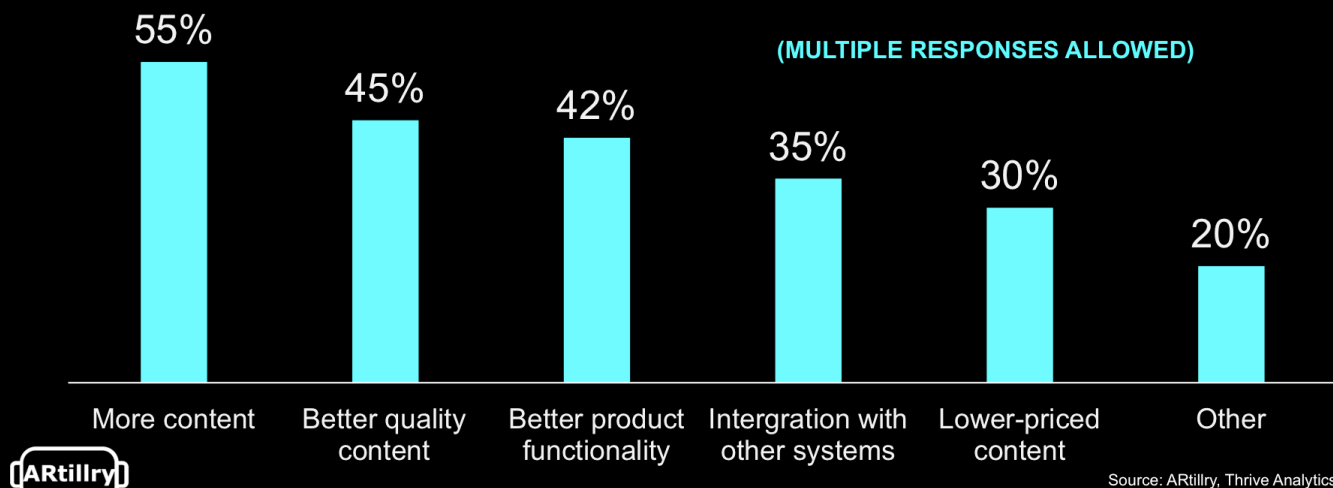 55%
(MULTIPLE RESPONSES ALLOWED)
45%
42%
35%
30%
20%
More content
Better quality
content
Better product
functionality
Intergration with
other systems
Lower-priced
content
Other
ARtillry
Source: ARtillry, Thrive Analytics